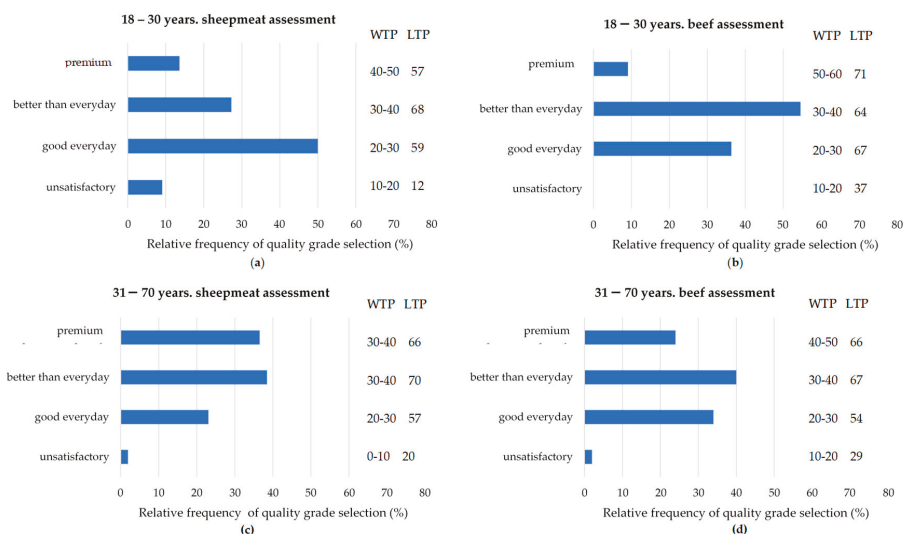 18 – 30 years. sheepmeat assessment
WTP LTP
premium 40-50 57
better than everyday 30-40 68
good everyday 20-30 59
unsatisfactory 10-20 12
0 10 20 30 40 50 60 70 80
Relative frequency of quality grade selection (%)
(a)
18 — 30 years. beef assessment
WTP LTP
premium 50-60 71
better than everyday 30-40 64
good everyday 20-30 67
unsatisfactory 10-20 37
0 10 20 30 40 50 60 70 80
Relative frequency of quality grade selection (%)
(b)
31 — 70 years. sheepmeat assessment
WTP LTP
premium 30-40 66
better than everyday 30-40 70
good everyday 20-30 57
unsatisfactory 0-10 20
0 10 20 30 40 50 60 70 80
Relative frequency of quality grade selection (%)
(c)
31 — 70 years. beef assessment
WTP LTP
premium 40-50 66
better than everyday 30-40 67
good everyday 20-30 54
unsatisfactory 10-20 29
0 10 20 30 40 50 60 70 80
Relative frequency of quality grade selection (%)
(d)